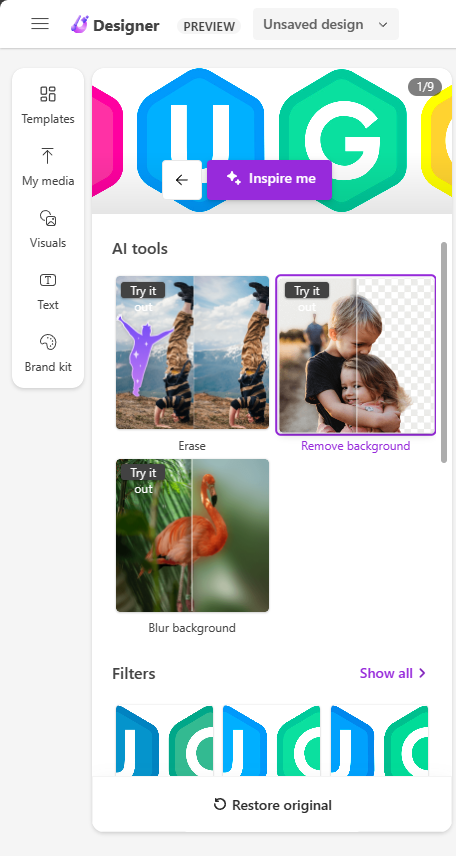 Designer
PREVIEW
Unsaved design
Templates
My media
Visuals
Text
Brand kit
1/9
U
G
Inspire me
AI tools
Try it
out
Erase
Try it
out
Remove background
Try it
out
Blur background
Filters
Show all
Restore original